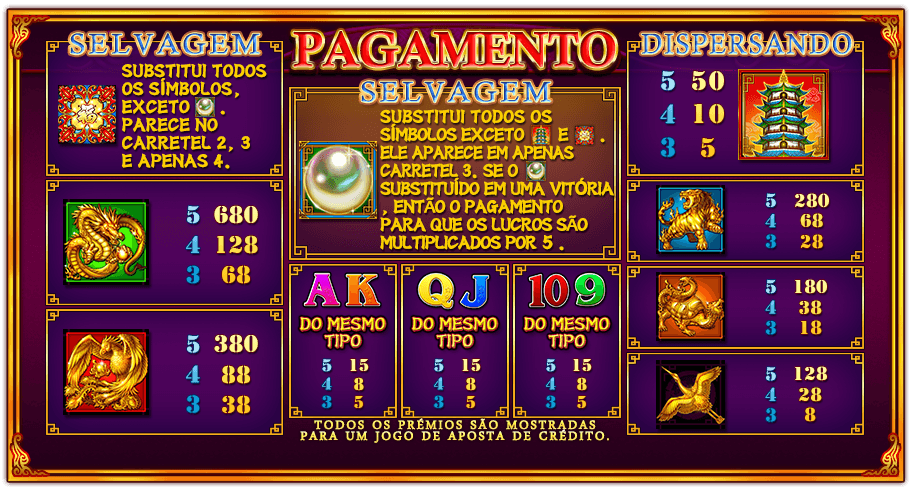 SELVAGEM
SUBSTITUI TODOS
OS SÍMBOLOS,
EXCETO .
PARECE NO
CARRETEL 2, 3
E APENAS 4.
5 680
4 128
3 68
5 380
4 88
3 38
PAGAMENTO
SELVAGEM
SUBSTITUI TODOS OS
SÍMBOLOS EXCETO E .
ELE APARECE EM APENAS
CARRETEL 3. SE O
SUBSTITUÍDO EM UMA VITÓRIA
, ENTÃO O PAGAMENTO
PARA QUE OS LUCROS SÃO
MULTIPLICADOS POR 5 .
AK
DO MESMO
TIPO
5 15
4 8
3 5
QJ
DO MESMO
TIPO
5 15
4 8
3 5
10 9
DO MESMO
TIPO
5 15
4 8
3 5
TODOS OS PRÉMIOS SÃO MOSTRADAS
PARA UM JOGO DE APOSTA DE CRÉDITO.
DISPERSANDO
5 50
4 10
3 5
5 280
4 68
3 28
5 180
4 38
3 18
5 128
4 28
3 8